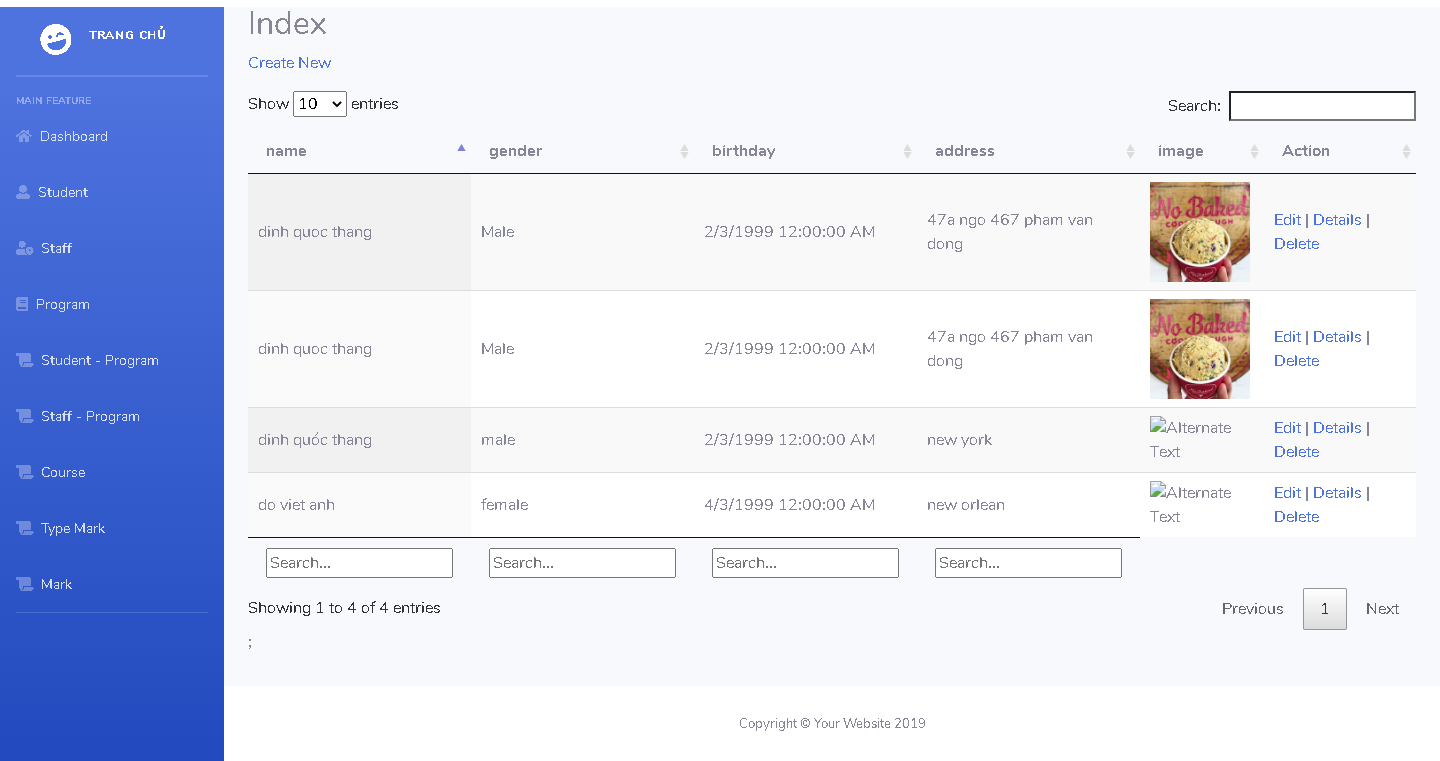 TRANG CHỦ
MAIN FEATURE
Dashboard
Student
Staff
Program
Student - Program
Staff - Program
Course
Type Mark
Mark
Index
Create New
Show 10 entries
Search:
name gender birthday address image Action
dinh quoc thang Male 2/3/1999 12:00:00 AM 47a ngo 467 pham van dong Edit | Details | Delete
No Baked
dinh quoc thang Male 2/3/1999 12:00:00 AM 47a ngo 467 pham van dong Edit | Details | Delete
No Baked
dinh quốc thang male 2/3/1999 12:00:00 AM new york Alternate Text Edit | Details | Delete
do viet anh female 4/3/1999 12:00:00 AM new orlean Alternate Text Edit | Details | Delete
Search... Search... Search... Search...
Showing 1 to 4 of 4 entries
Previous 1 Next
;
Copyright © Your Website 2019